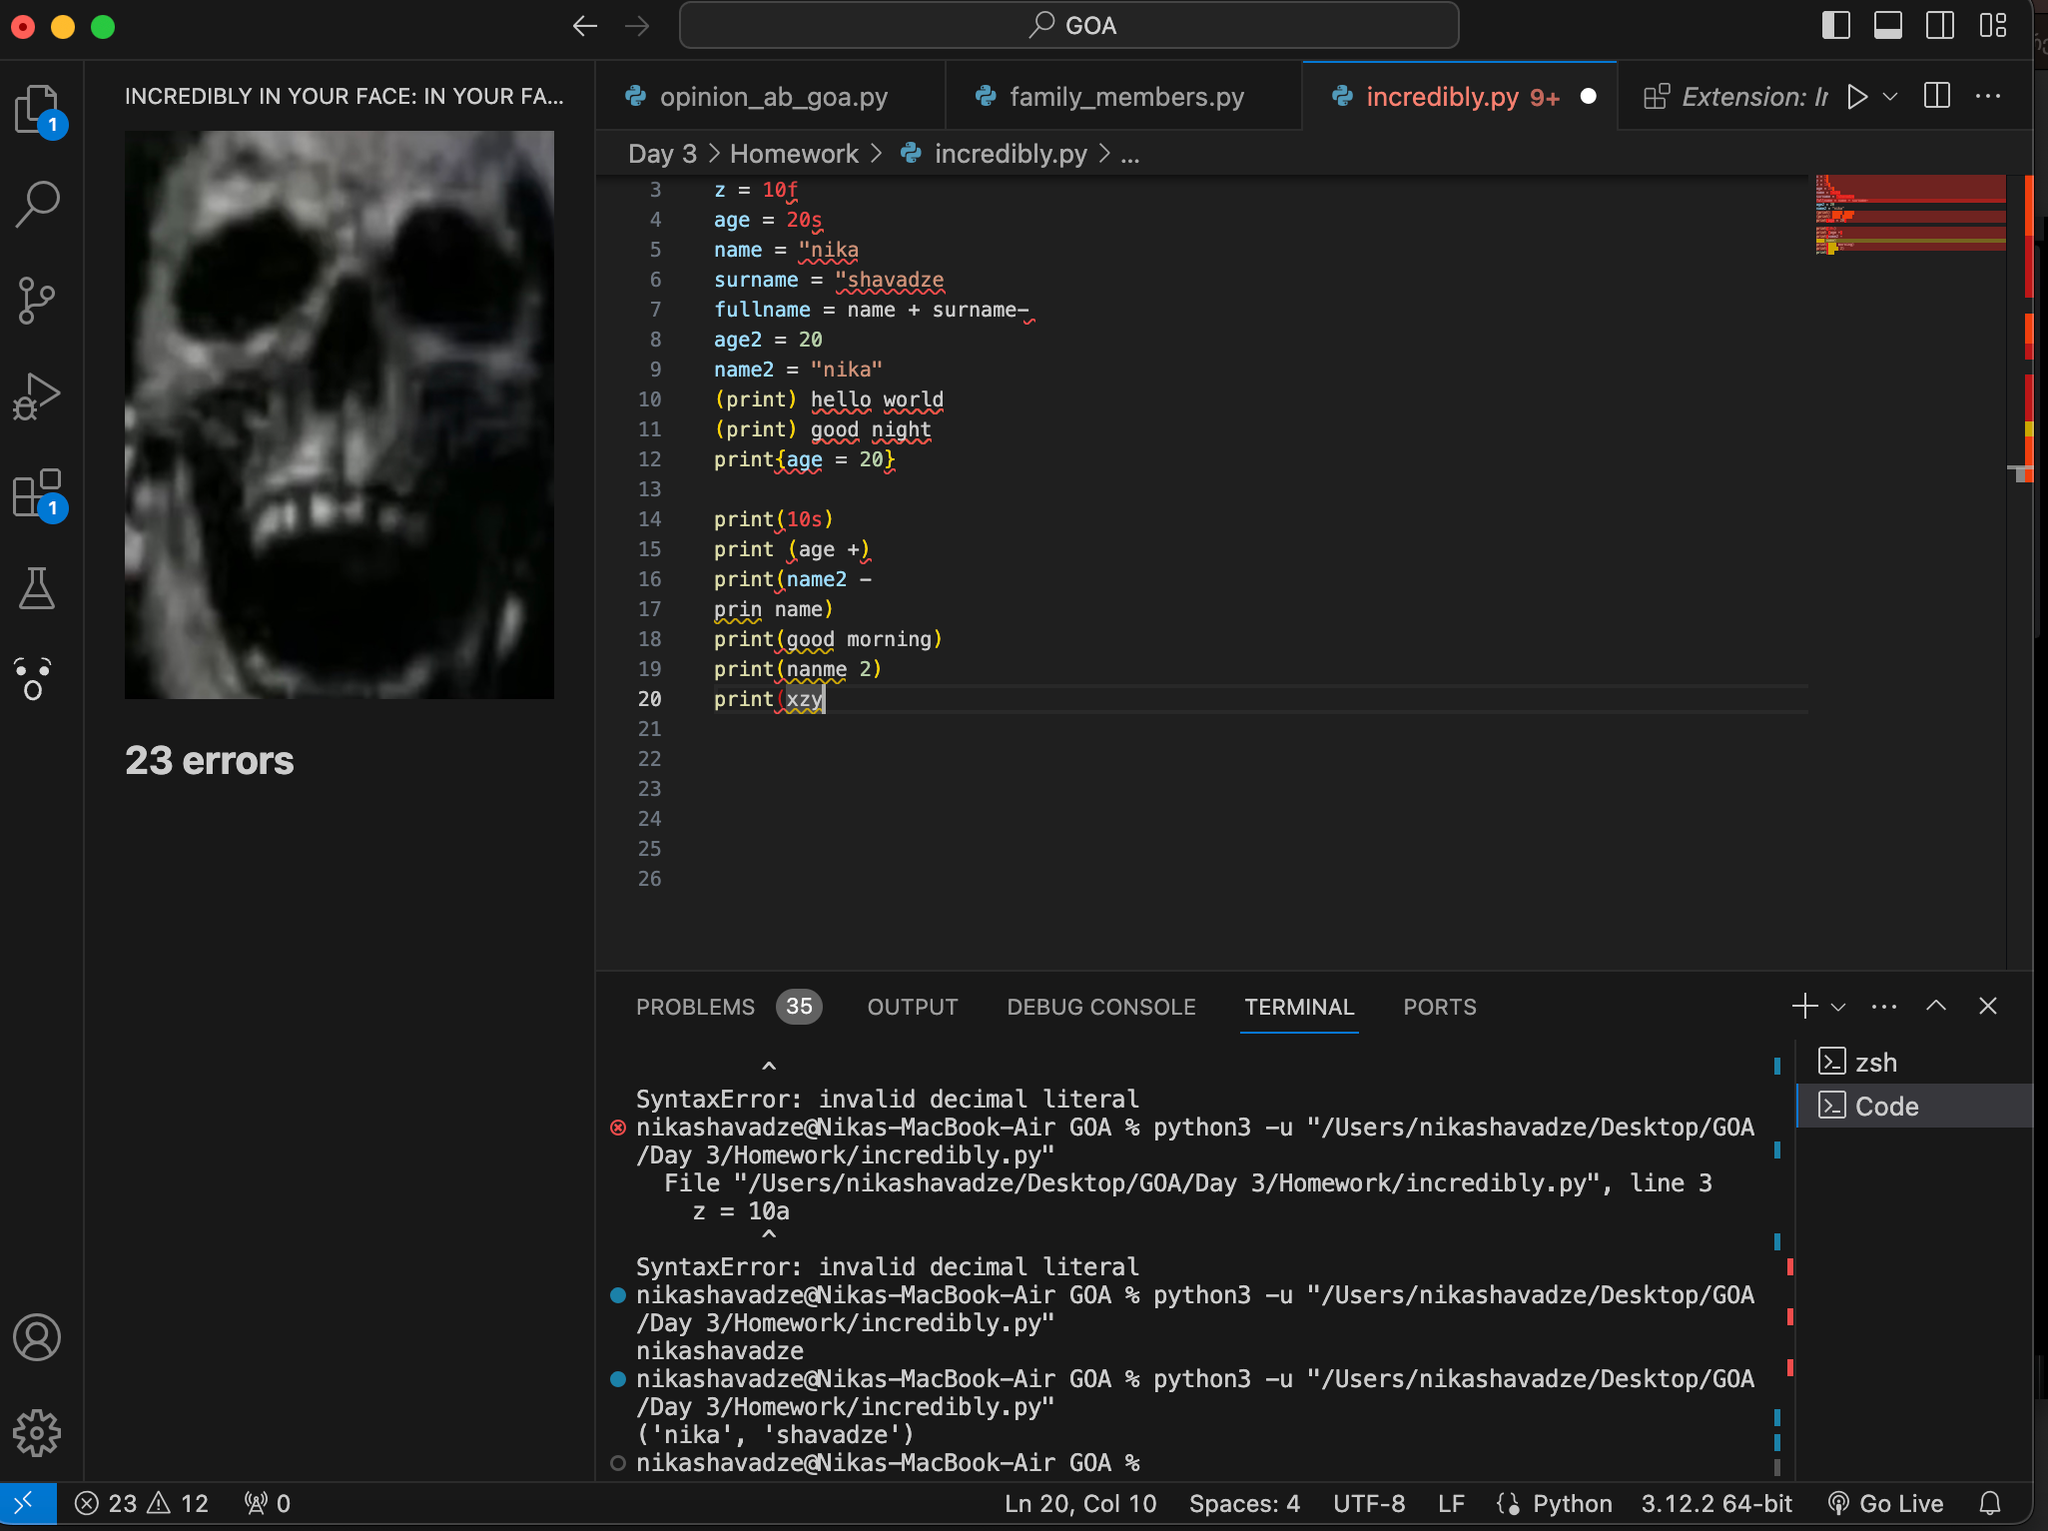 GOA
INCREDIBLY IN YOUR FACE: IN YOUR FA...
23 errors
1
1
opinion_ab_goa.py
family_members.py
incredibly.py 9+
Extension: Ir
Day 3 > Homework > incredibly.py > ...
3 z = 10f
4 age = 20s
5 name = "nika
6 surname = "shavadze
7 fullname = name + surname-
8 age2 = 20
9 name2 = "nika"
10 (print) hello world
11 (print) good night
12 print{age = 20}
13
14 print(10s)
15 print (age +)
16 print(name2 -
17 prin name)
18 print(good morning)
19 print(nanme 2)
20 print(xzy
21
22
23
24
25
26
PROBLEMS 35 OUTPUT DEBUG CONSOLE TERMINAL PORTS
^
SyntaxError: invalid decimal literal
nikashavadze@Nikas-MacBook-Air GOA % python3 -u "/Users/nikashavadze/Desktop/GOA
/Day 3/Homework/incredibly.py"
File "/Users/nikashavadze/Desktop/GOA/Day 3/Homework/incredibly.py", line 3
z = 10a
^
SyntaxError: invalid decimal literal
nikashavadze@Nikas-MacBook-Air GOA % python3 -u "/Users/nikashavadze/Desktop/GOA
/Day 3/Homework/incredibly.py"
nikashavadze
nikashavadze@Nikas-MacBook-Air GOA % python3 -u "/Users/nikashavadze/Desktop/GOA
/Day 3/Homework/incredibly.py"
('nika', 'shavadze')
nikashavadze@Nikas-MacBook-Air GOA %
zsh
Code
23 12 0
Ln 20, Col 10 Spaces: 4 UTF-8 LF Python 3.12.2 64-bit Go Live